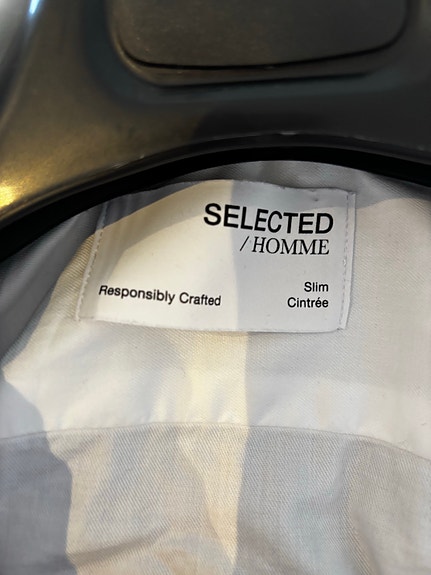 SELECTED
/HOMME
Responsibly Crafted
Slim
Cintrée